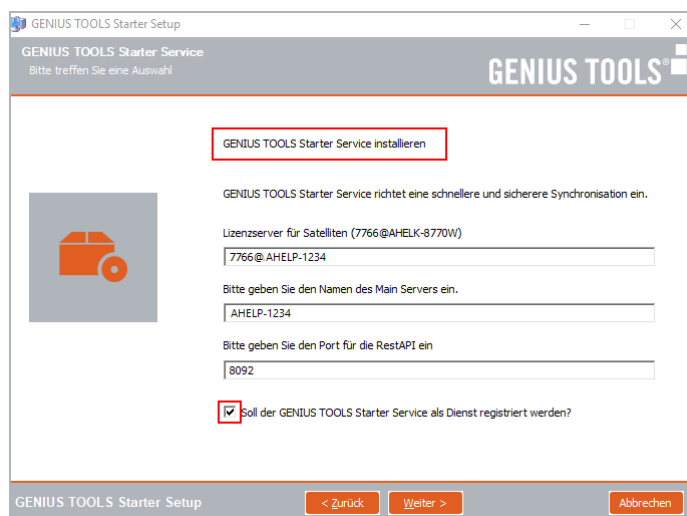 GENIUS TOOLS Starter Setup
GENIUS TOOLS Starter Service
Bitte treffen Sie eine Auswahl
GENIUS TOOLS®
GENIUS TOOLS Starter Service installieren
GENIUS TOOLS Starter Service richtet eine schnellere und sicherere Synchronisation ein.
Lizenzserver für Satelliten (7766@AHELK-8770W)
7766@.AHELP-1234
Bitte geben Sie den Namen des Main Servers ein.
AHELP-1234
Bitte geben Sie den Port für die RestAPI ein
8092
Soll der GENIUS TOOLS Starter Service als Dienst registriert werden?
GENIUS TOOLS Starter Setup
< Zurück
Weiter >
Abbrechen